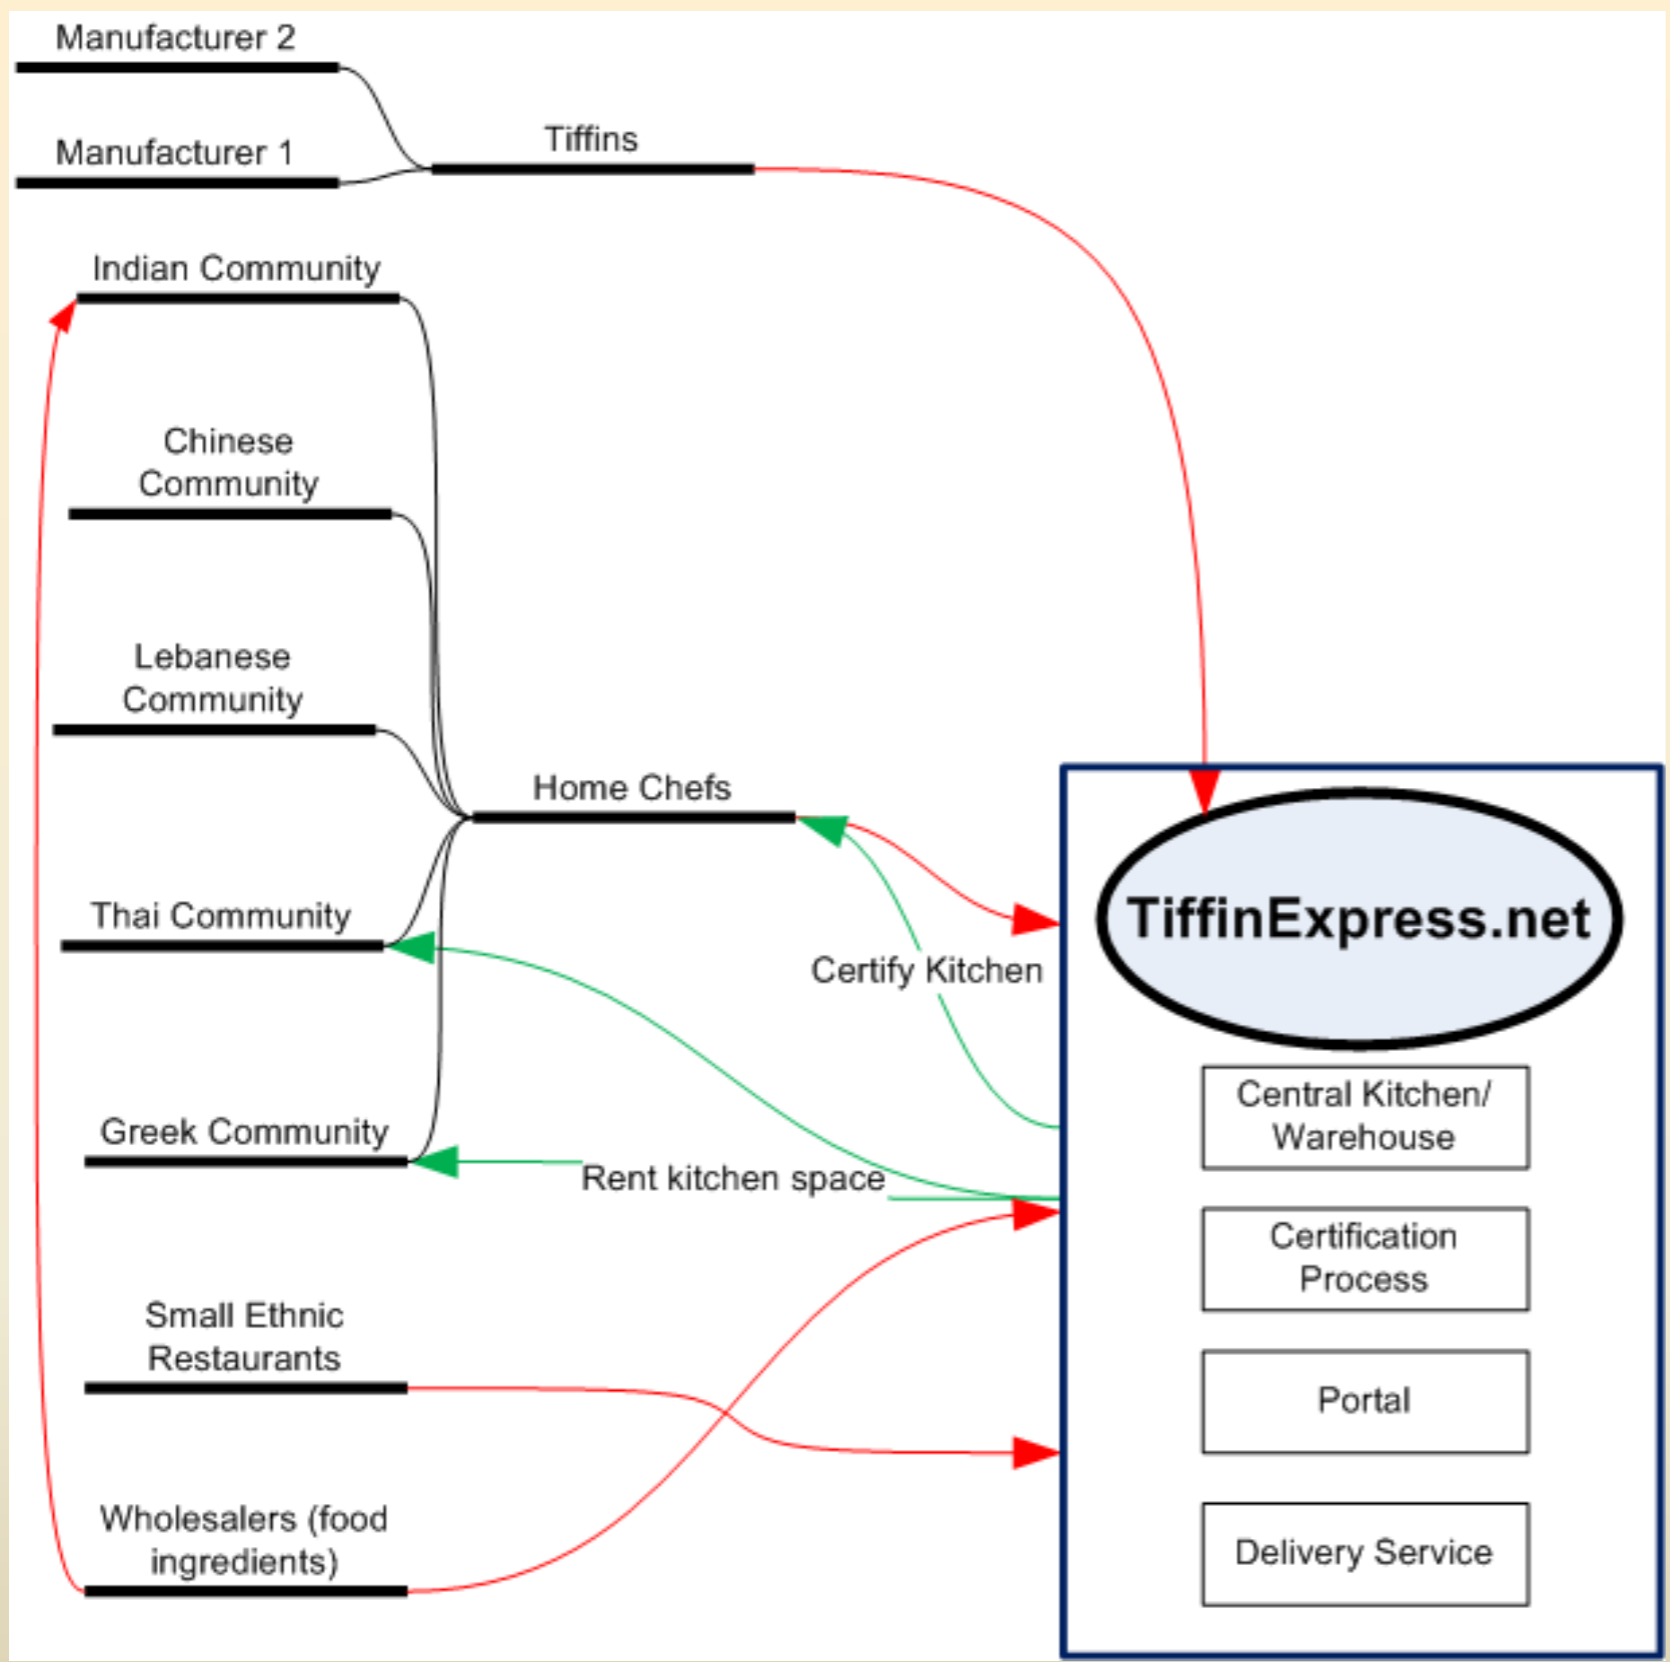 Manufacturer 2
Manufacturer 1
Tiffins
Indian Community
Chinese
Community
Lebanese
Community
Home Chefs
Thai Community
Certify Kitchen
Greek Community
Rent kitchen space
Small Ethnic
Restaurants
Wholesalers (food
ingredients)
TiffinExpress.net
Central Kitchen/
Warehouse
Certification
Process
Portal
Delivery Service